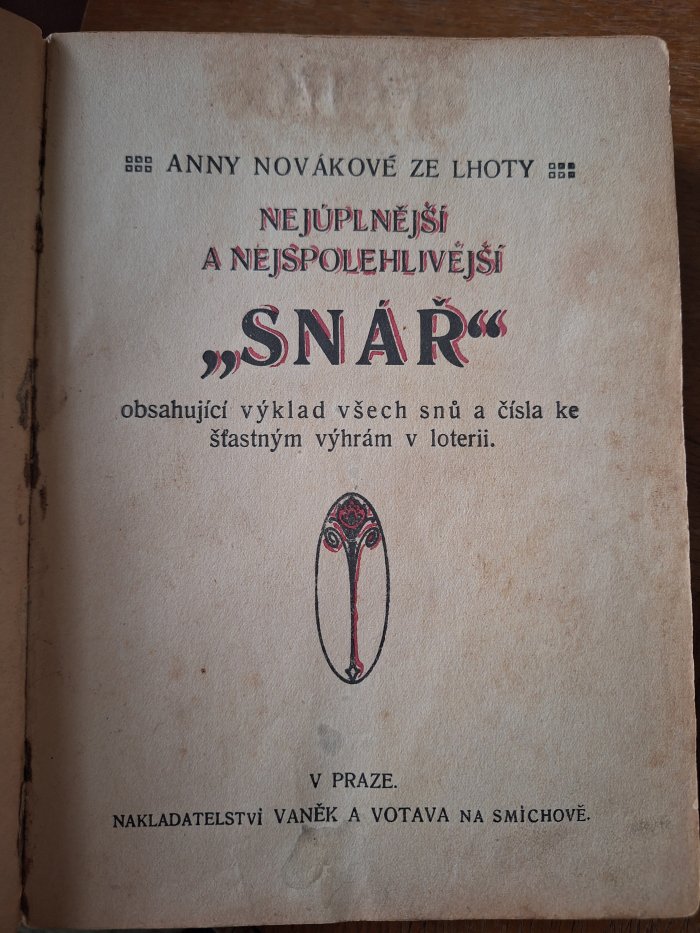 ANNY NOVÁKOVÉ ZE LHOTY
NEJÚPLNĚJŠÍ
A NEJSPOLEHLIVĚJŠÍ
„SNÁŘ“
obsahující výklad všech snů a čísla ke
šťastným výhrám v loterii.
V PRAZE.
NAKLADATELSTVÍ VANĚK A VOTAVA NA SMÍCHOVĚ.